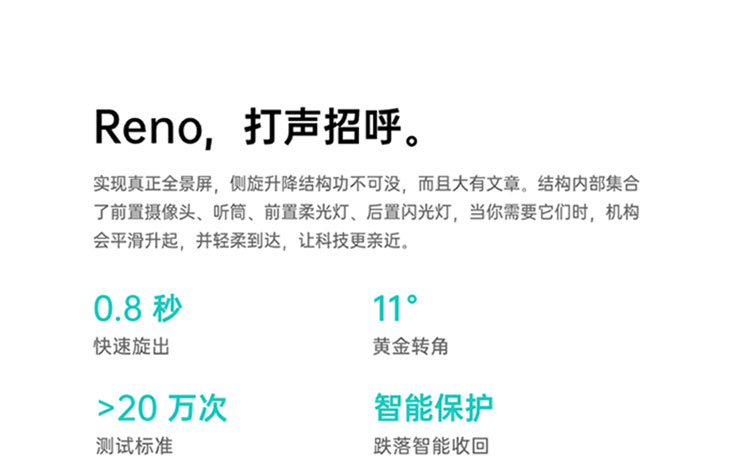 Reno，打声招呼。
实现真正全景屏，侧旋升降结构功不可没，而且大有文章。结构内部集合
了前置摄像头、听筒、前置柔光灯、后置闪光灯，当你需要它们时，机构
会平滑升起，并轻柔到达，让科技更亲近。
0.8 秒
11°
快速旋出
黄金转角
>20 万次
智能保护
测试标准
跌落智能收回